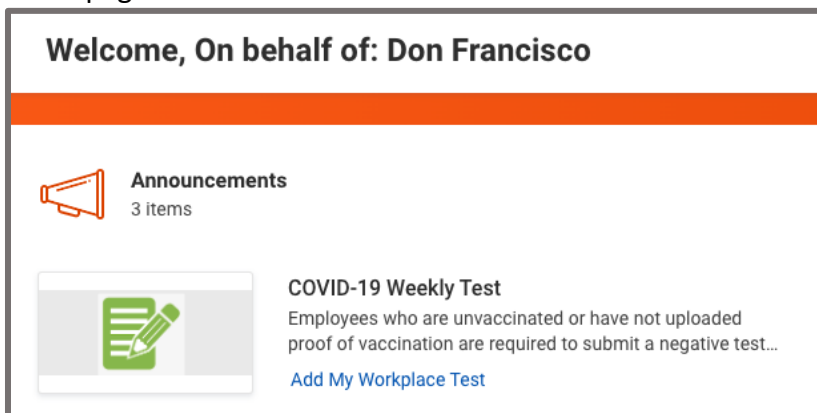 Welcome, On behalf of: Don Francisco
Announcements
3 items
COVID-19 Weekly Test
Employees who are unvaccinated or have not uploaded
proof of vaccination are required to submit a negative test...
Add My Workplace Test